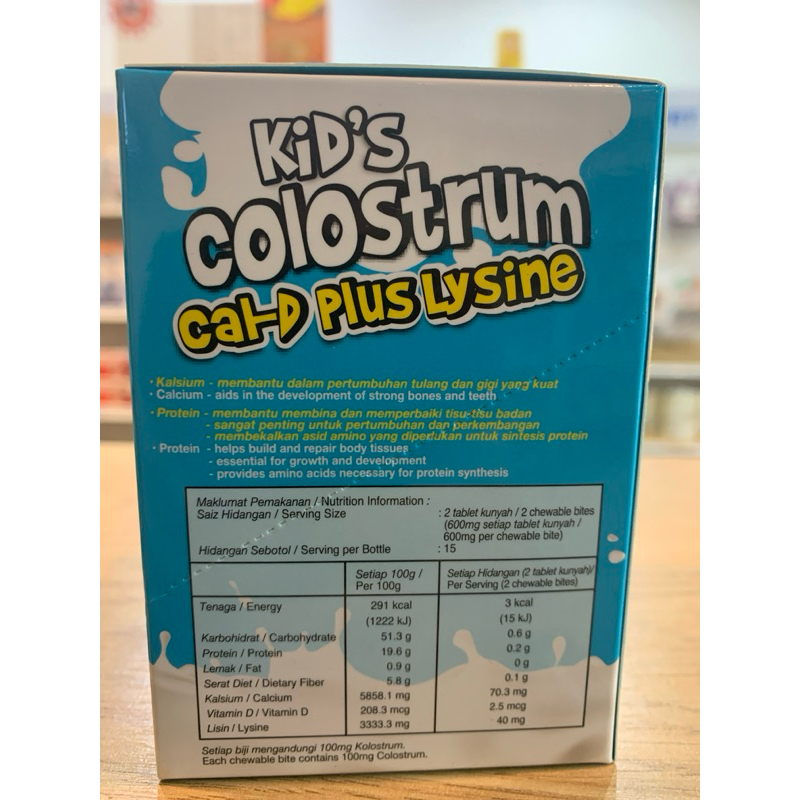 KiD'S
colostrum
cal-D Plus Lysine
· Kalsium - membantu dalam pertumbuhan tulang dan gigi yang kuat
· Calcium - aids in the development of strong bones and teeth
· Protein - membantu membina dan memperbaiki tisu-tisu badan
- sangat penting untuk pertumbuhan dan perkembangan
- membekalkan asid amino yang diperlukan untuk sintesis protein
· Protein - helps build and repair body tissues
- essential for growth and development
- provides amino acids necessary for protein synthesis
Maklumat Pemakanan / Nutrition Information :
Saiz Hidangan / Serving Size : 2 tablet kunyah / 2 chewable bites
(600mg setiap tablet kunyah /
600mg per chewable bite)
Hidangan Sebotol / Serving per Bottle : 15
Setiap 100g / Setiap Hidangan (2 tablet kunyah)/
Per 100g Per Serving (2 chewable bites)
Tenaga / Energy 291 kcal 3 kcal
(1222 kJ) (15 kJ)
Karbohidrat / Carbohydrate 51.3 g 0.6 g
Protein / Protein 19.6 g 0.2 g
Lemak / Fat 0.9 g 0 g
Serat Diet / Dietary Fiber 5.8 g 0.1 g
Kalsium / Calcium 5858.1 mg 70.3 mg
Vitamin D / Vitamin D 208.3 mcg 2.5 mcg
Lisin / Lysine 3333.3 mg 40 mg
Setiap biji mengandungi 100mg Kolostrum.
Each chewable bite contains 100mg Colostrum.